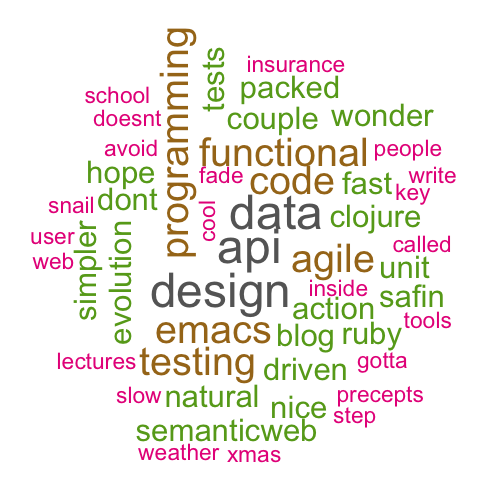 insurance
programming
tests
packed
school
couple
wonder
doesnt
avoid
functional
people
hope
fade
code
fast
write
key
snail
dont
cool
data
clojure
user
api
called
web
simpler
evolution
agile
unit
design
inside
safin
action
tools
emacs
blog
ruby
lectures
testing
driven
gotta
slow
natural
nice
precepts
step
semanticweb
weather
xmas